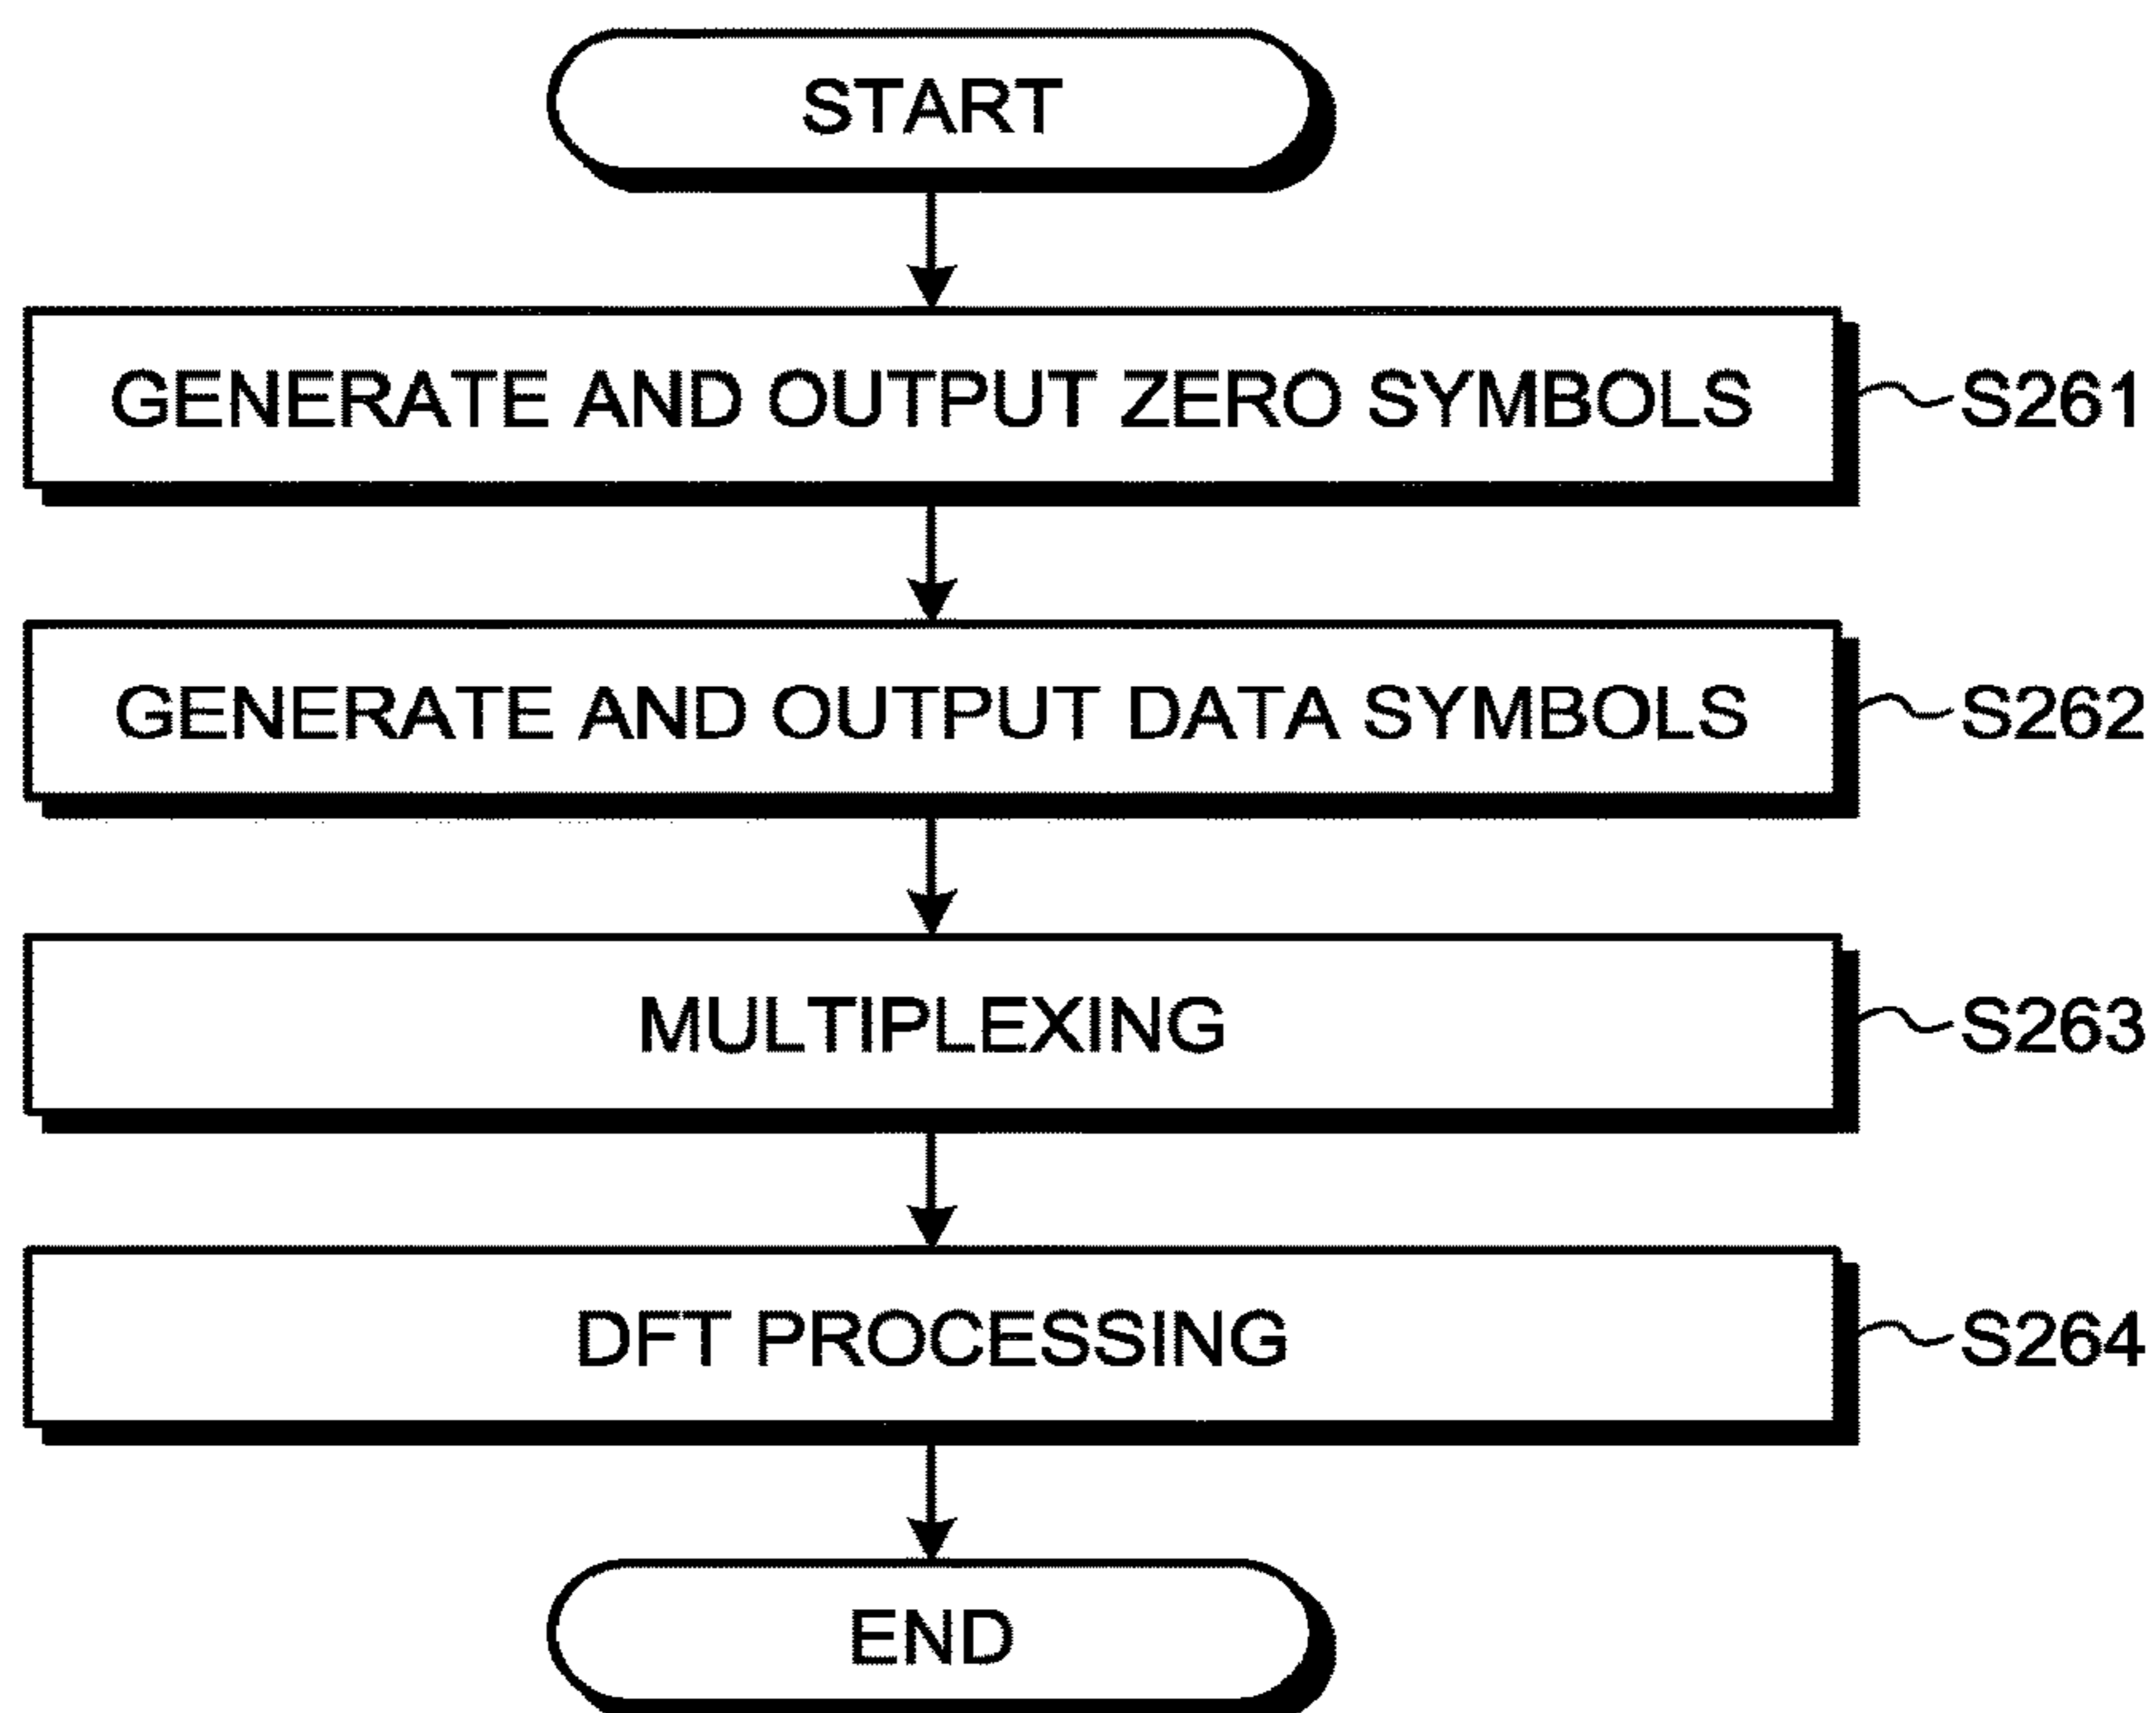 START
GENERATE AND OUTPUT ZERO SYMBOLS
S261
GENERATE AND OUTPUT DATA SYMBOLS
S262
MULTIPLEXING
S263
DFT PROCESSING
S264
END